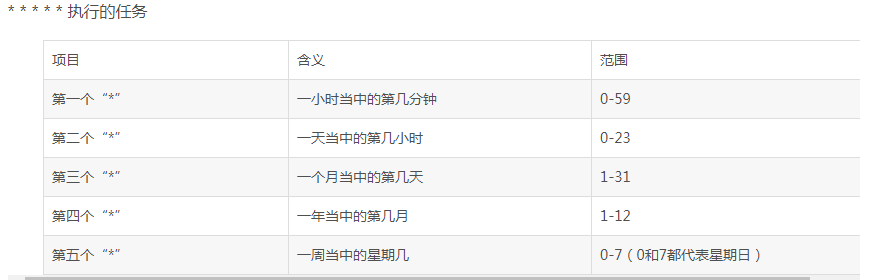 * * * * * 执行的任务
项目 含义 范围
第一个“*” 一小时当中的第几分钟 0-59
第二个“*” 一天当中的第几小时 0-23
第三个“*” 一个月当中的第几天 1-31
第四个“*” 一年当中的第几月 1-12
第五个“*” 一周当中的星期几 0-7（0和7都代表星期日）